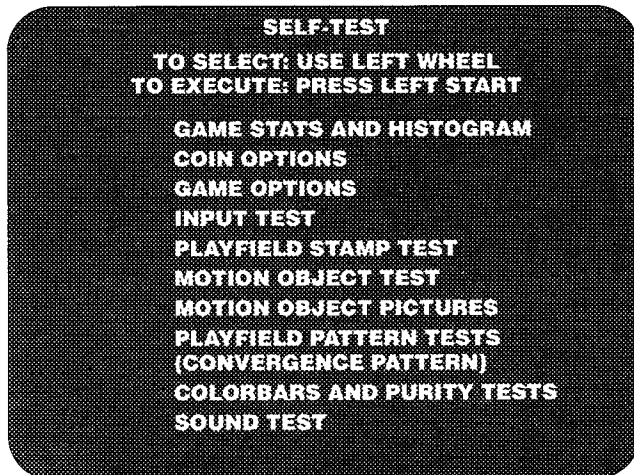 SELF-TEST
TO SELECT: USE LEFT WHEEL
TO EXECUTE: PRESS LEFT START
GAME STATS AND HISTOGRAM
COIN OPTIONS
GAME OPTIONS
INPUT TEST
PLAYFIELD STAMP TEST
MOTION OBJECT TEST
MOTION OBJECT PICTURES
PLAYFIELD PATTERN TESTS
(CONVERGENCE PATTERN)
COLORBARS AND PURITY TESTS
SOUND TEST